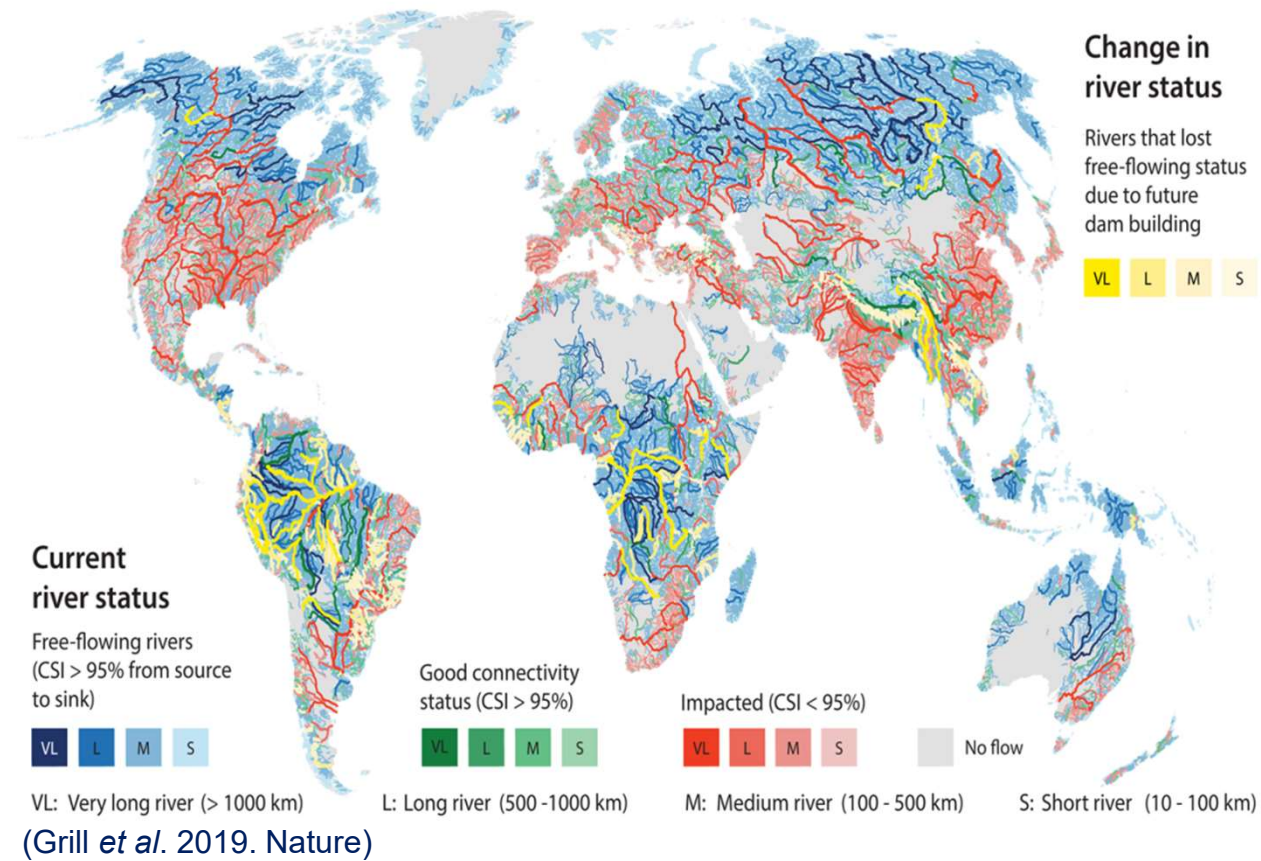 Change in
river status
Rivers that lost
free-flowing status
due to future
dam building
VL L M S
Current
river status
Free-flowing rivers
(CSI > 95% from source
to sink)
VL L M S
Good connectivity
status (CSI > 95%)
VL L M S
Impacted (CSI < 95%)
VL L M S
No flow
VL: Very long river (> 1000 km)
L: Long river (500 -1000 km)
M: Medium river (100 - 500 km)
S: Short river (10 - 100 km)
(Grill et al. 2019. Nature)